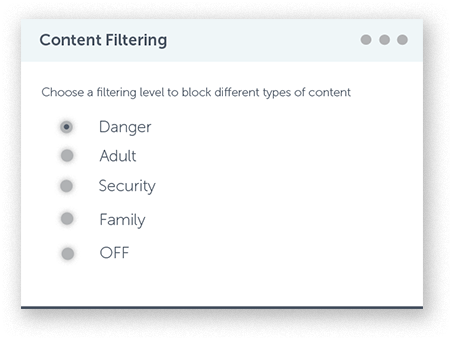 Content Filtering
Choose a filtering level to block different types of content
Danger
Adult
Security
Family
OFF